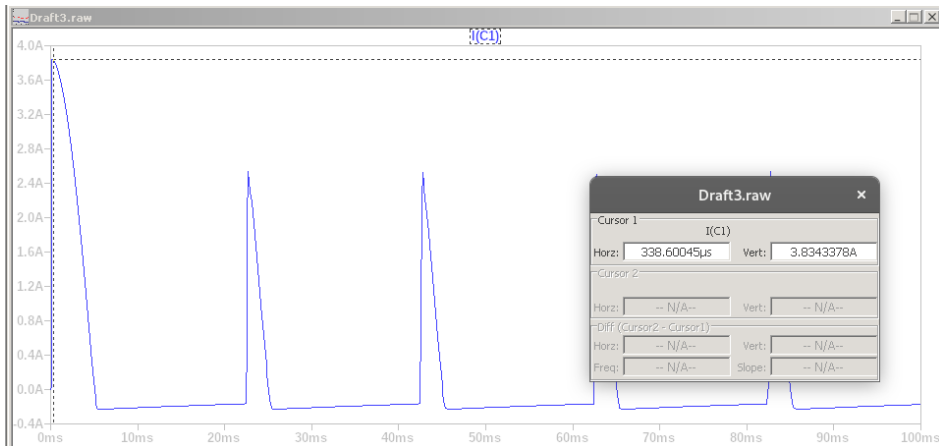 Draft3.raw
I(C1)
4.0A
3.6A
3.2A
2.8A
2.4A
2.0A
1.6A
1.2A
0.8A
0.4A
0.0A
-0.4A
0ms 10ms 20ms 30ms 40ms 50ms 60ms 70ms 80ms 90ms 100ms
Draft3.raw ×
Cursor 1
I(C1)
Horz: 338.60045µs Vert: 3.8343378A
Cursor 2
Horz: -- N/A-- Vert: -- N/A--
Diff (Cursor2 - Cursor1)
Horz: -- N/A-- Vert: -- N/A--
Freq: -- N/A-- Slope: -- N/A--